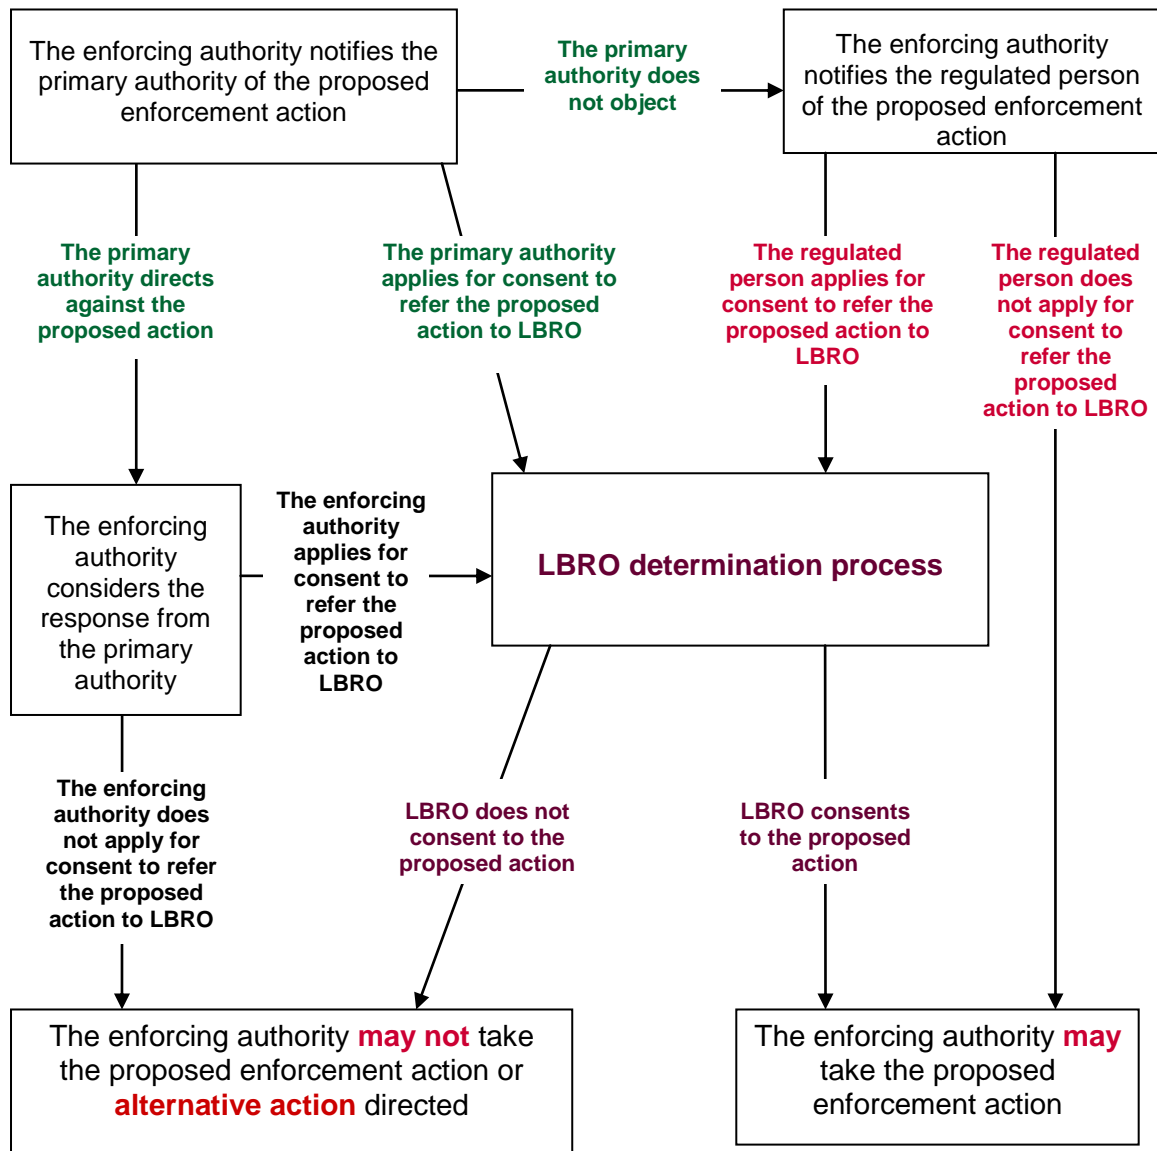 The enforcing authority notifies the
primary authority of the proposed
enforcement action
The primary
authority does
not object
The enforcing authority
notifies the regulated person
of the proposed enforcement
action
The primary
authority directs
against the
proposed action
The primary authority
applies for consent to
refer the proposed
action to LBRO
The regulated
person applies for
consent to refer the
proposed action to
LBRO
The regulated
person does
not apply for
consent to
refer the
proposed
action to LBRO
The enforcing
authority
considers the
response from
the primary
authority
The enforcing
authority
applies for
consent to
refer the
proposed
action to
LBRO
LBRO determination process
The enforcing
authority does
not apply for
consent to refer
the proposed
action to LBRO
LBRO does not
consent to the
proposed action
LBRO consents
to the proposed
action
The enforcing authority may not take
the proposed enforcement action or
alternative action directed
The enforcing authority may
take the proposed
enforcement action